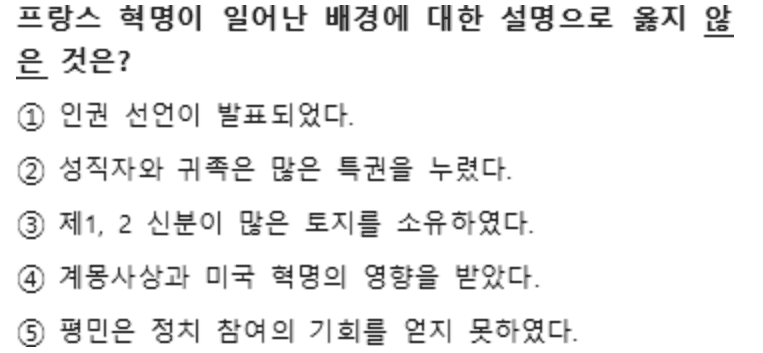 프랑스 혁명이 일어난 배경에 대한 설명으로 옳지 않
은 것은?
① 인권 선언이 발표되었다.
② 성직자와 귀족은 많은 특권을 누렸다.
③ 제1, 2 신분이 많은 토지를 소유하였다.
④ 계몽사상과 미국 혁명의 영향을 받았다.
⑤ 평민은 정치 참여의 기회를 얻지 못하였다.